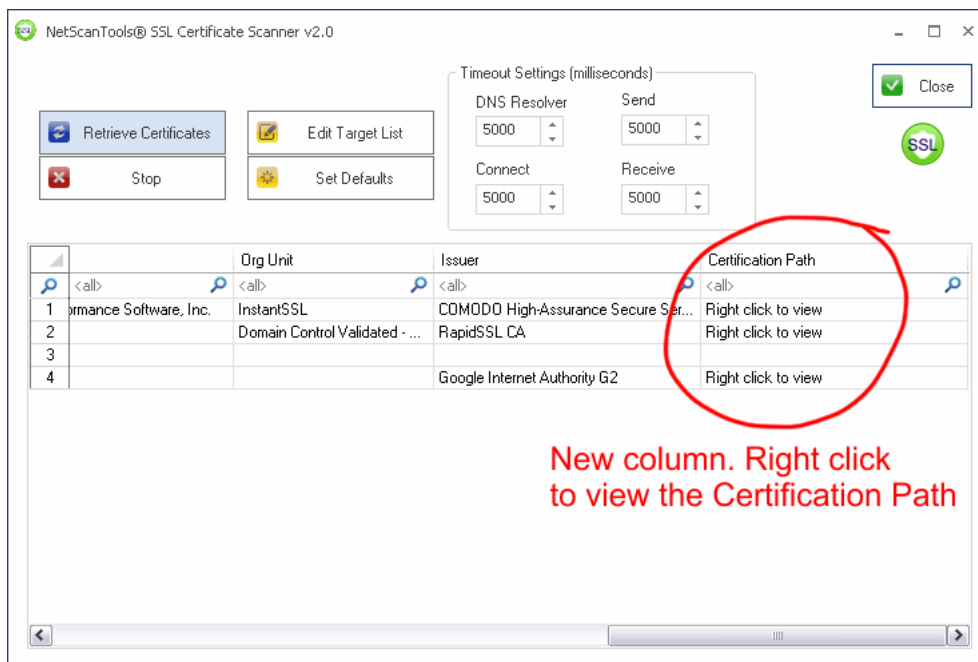 NetScanTools® SSL Certificate Scanner v2.0
Timeout Settings (milliseconds)
Close
DNS Resolver Send
Retrieve Certificates Edit Target List 5000 5000
SSL
Stop Set Defaults Connect Receive
5000 5000
Org Unit Issuer Certification Path
<all> <all> <all> <all>
1 ormance Software, Inc. InstantSSL COMODO High-Assurance Secure Ser... Right click to view
2 Domain Control Validated - ... RapidSSL CA Right click to view
3
4 Google Internet Authority G2 Right click to view
New column. Right click
to view the Certification Path